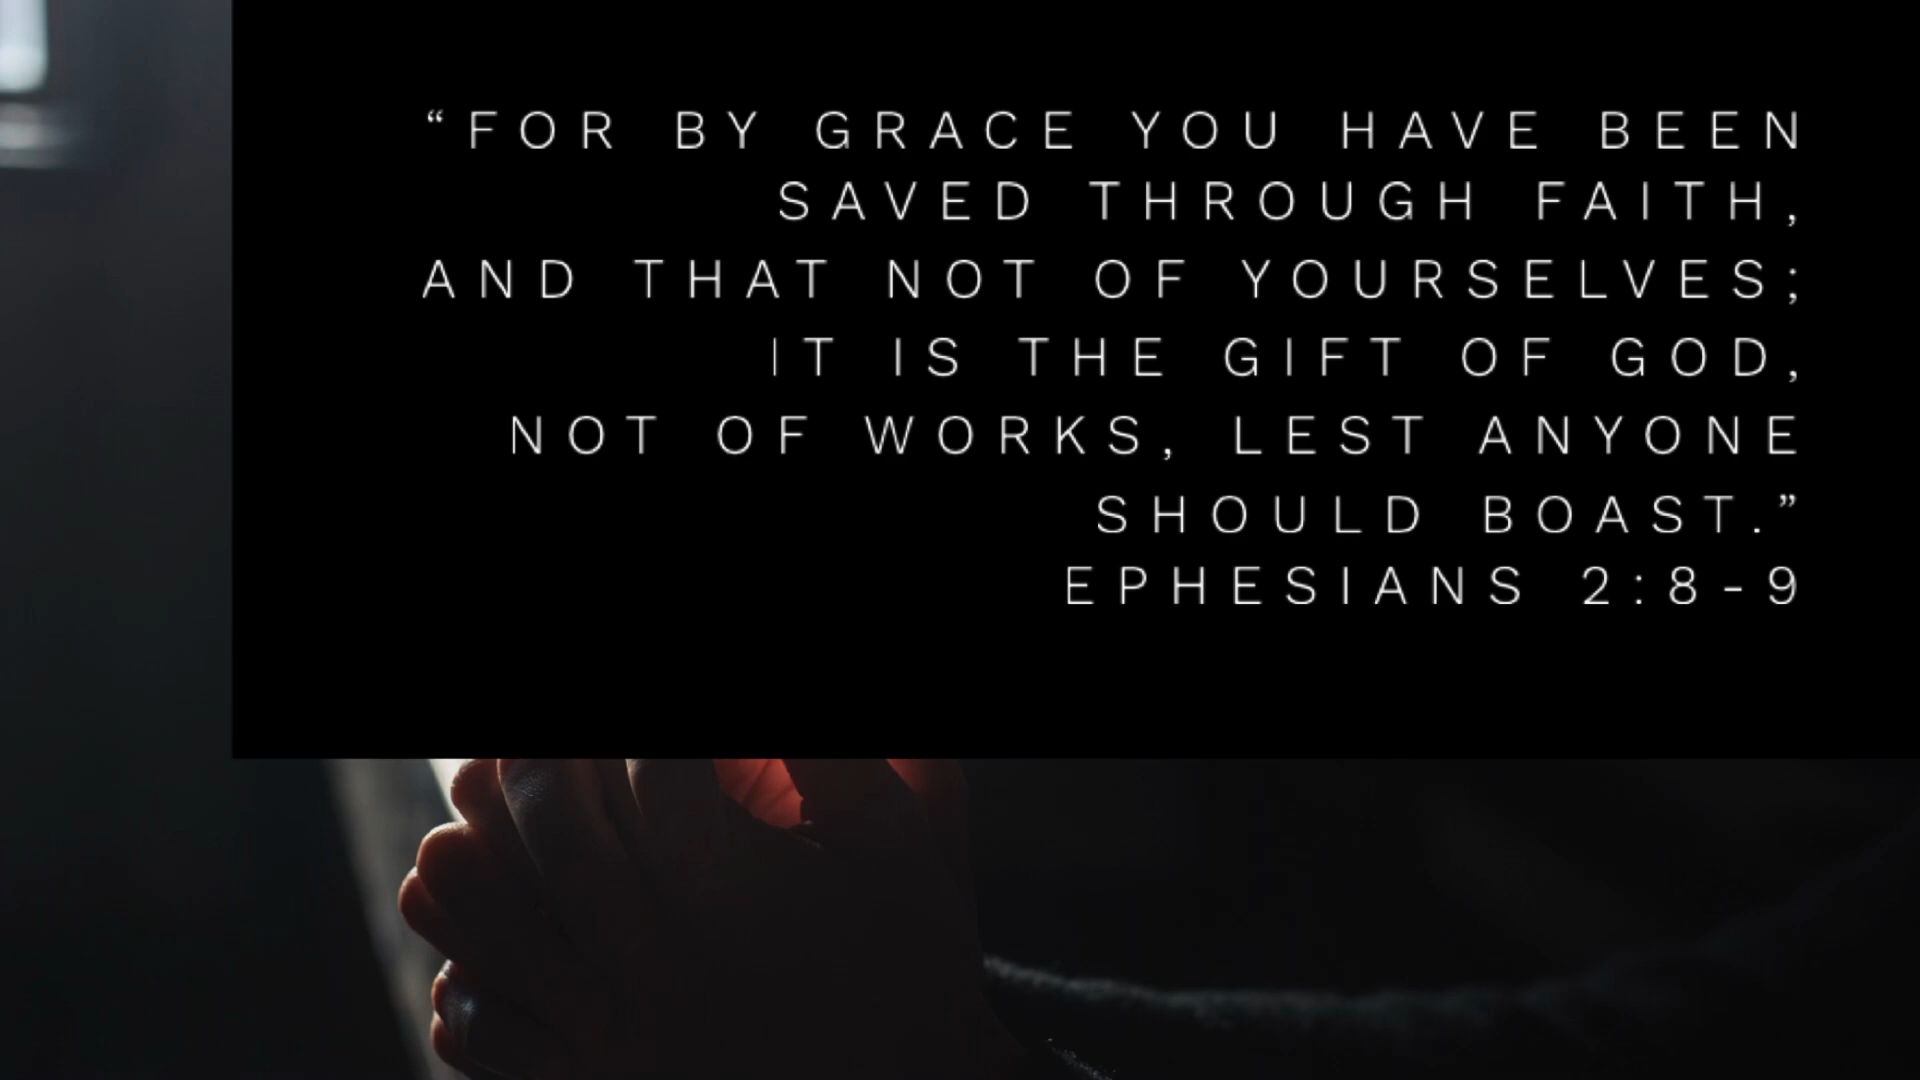 “FOR BY GRACE YOU HAVE BEEN
SAVED THROUGH FAITH,
AND THAT NOT OF YOURSELVES;
IT IS THE GIFT OF GOD,
NOT OF WORKS, LEST ANYONE
SHOULD BOAST.”
EPHESIANS 2:8-9